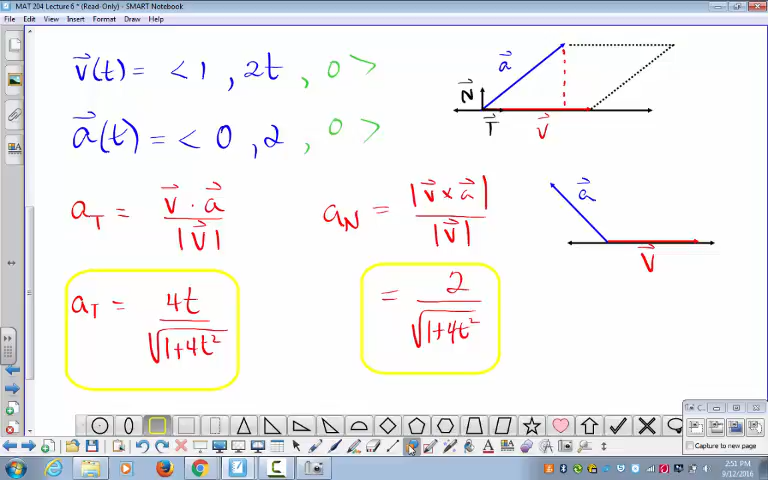 MAT 204 Lecture 6 * (Read-Only) - SMART Notebook
File Edit View Insert Format Draw Help
v⃗(t) = <1, 2t, 0>
a⃗(t) = <0, 2, 0>
a_T = v⃗ · a⃗ / |v⃗|
a_N = |v⃗ × a⃗| / |v⃗|
a_T = 4t / √(1+4t²)
= 2 / √(1+4t²)
a⃗
N⃗
T⃗
v⃗
a⃗
v⃗
C...
Capture to new page
2:51 PM
9/12/2016